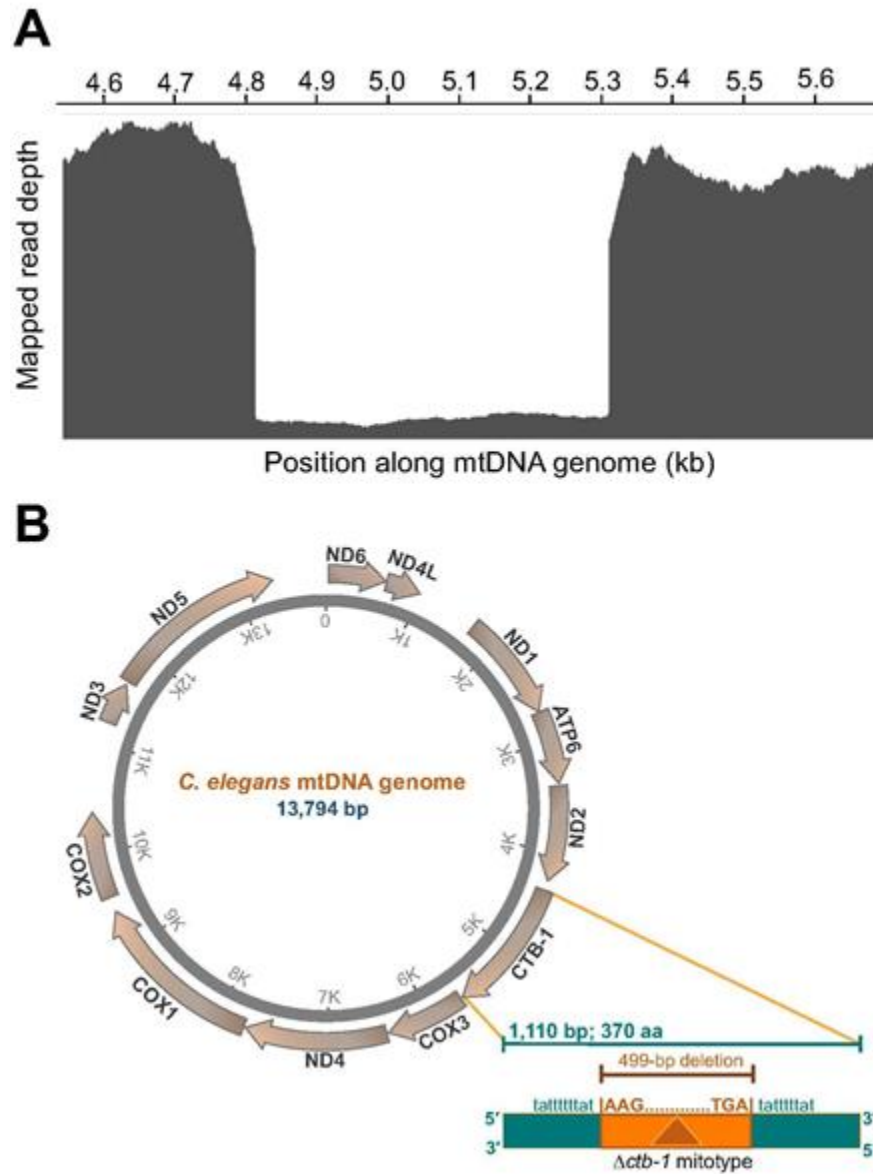 A
4.6 4.7 4.8 4.9 5.0 5.1 5.2 5.3 5.4 5.5 5.6
Mapped read depth
Position along mtDNA genome (kb)
B
ND6
ND4L
ND5
ND1
ND3
ATP6
ND2
COX2
CTB-1
COX1
COX3
ND4
0
1K
2K
3K
4K
5K
6K
7K
8K
9K
10K
11K
12K
13K
C. elegans mtDNA genome
13,794 bp
1,110 bp; 370 aa
499-bp deletion
tattttttat|AAG.............TGA|tattttttat
5′ 3′
3′ 5′
Δctb-1 mitotype